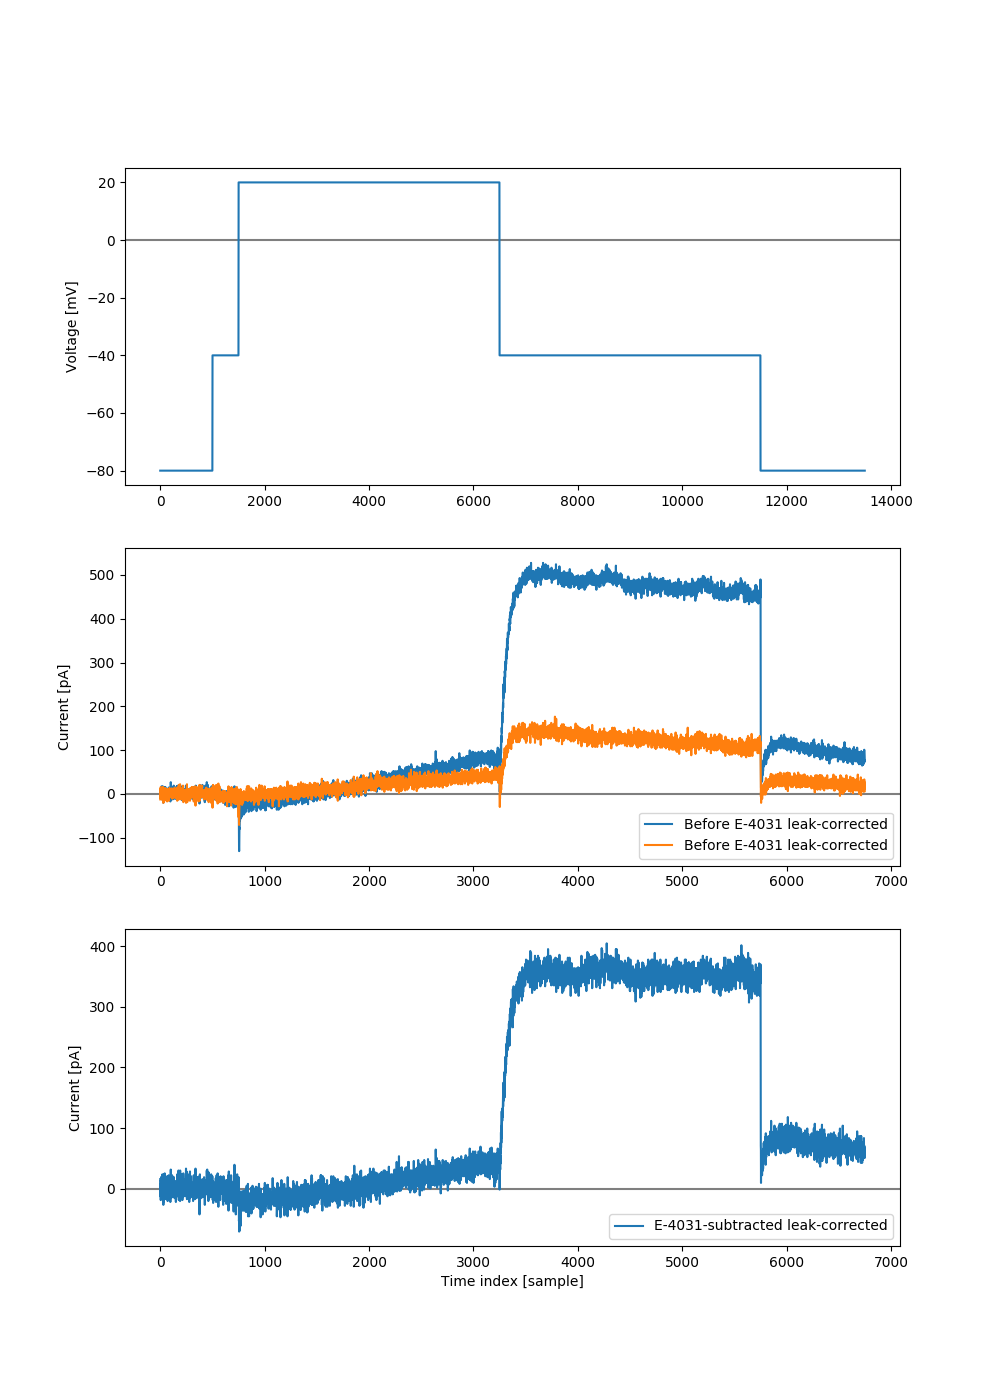 20
0
−20
−40
−60
−80
Voltage [mV]
0 2000 4000 6000 8000 10000 12000 14000
500
400
300
200
100
0
−100
Current [pA]
Before E-4031 leak-corrected
Before E-4031 leak-corrected
0 1000 2000 3000 4000 5000 6000 7000
400
300
200
100
0
Current [pA]
E-4031-subtracted leak-corrected
0 1000 2000 3000 4000 5000 6000 7000
Time index [sample]